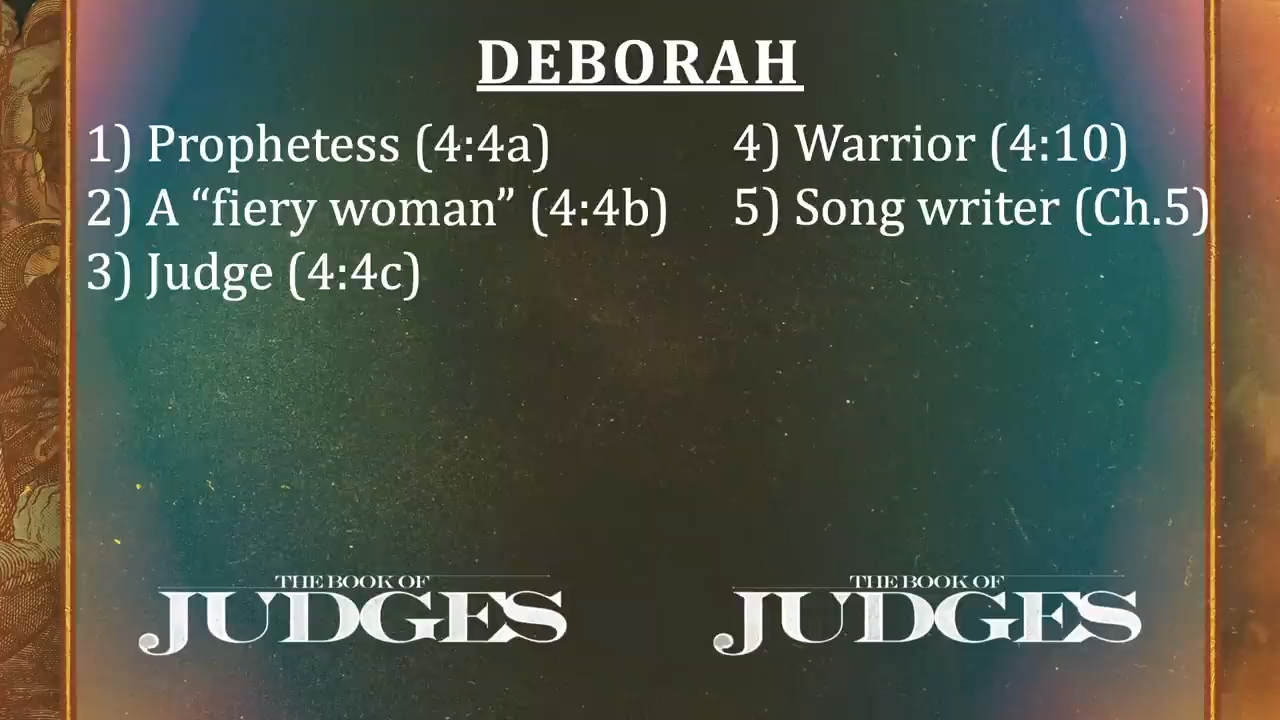 DEBORAH
1) Prophetess (4:4a)
2) A “fiery woman” (4:4b)
3) Judge (4:4c)
4) Warrior (4:10)
5) Song writer (Ch.5)
THE BOOK OF
JUDGES
THE BOOK OF
JUDGES